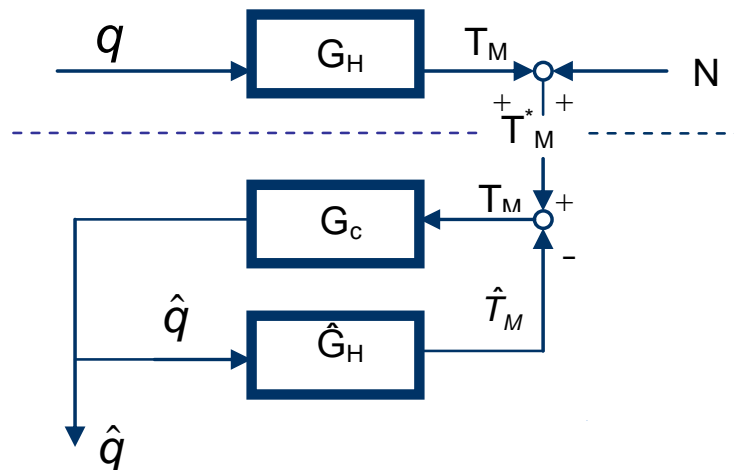 q
G_H
T_M
N
+ +
T*_M
G_c
T_M
+
-
q̂
Ĝ_H
T̂_M
q̂